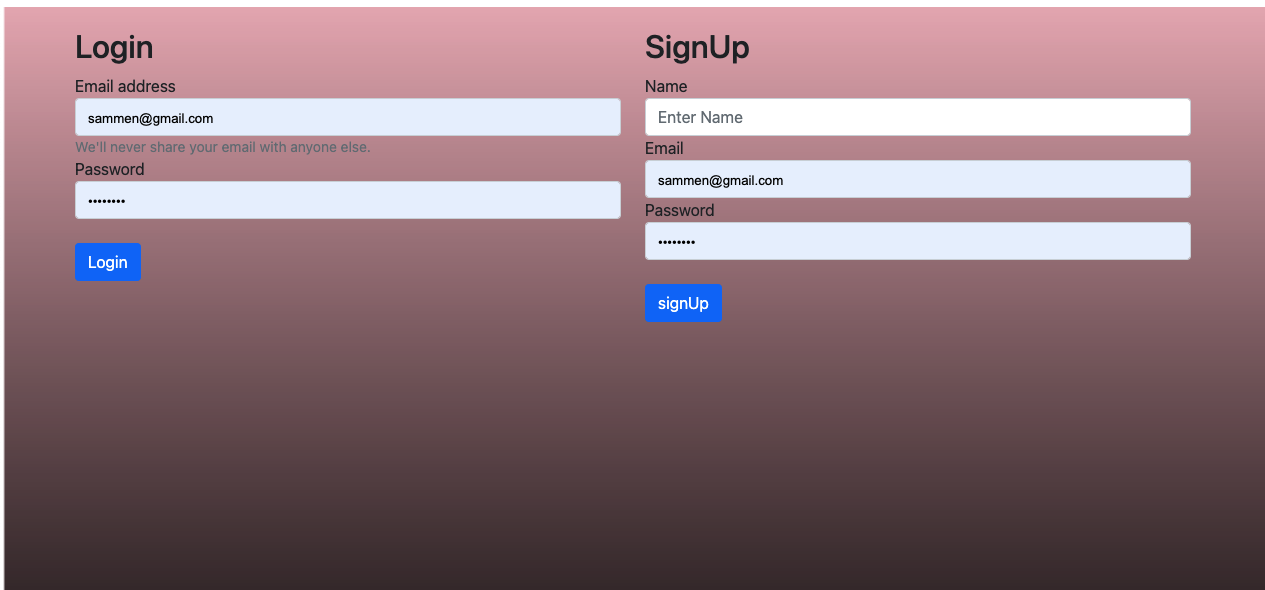 Login
Email address
sammen@gmail.com
We'll never share your email with anyone else.
Password
••••••••
Login
SignUp
Name
Enter Name
Email
sammen@gmail.com
Password
••••••••
signUp